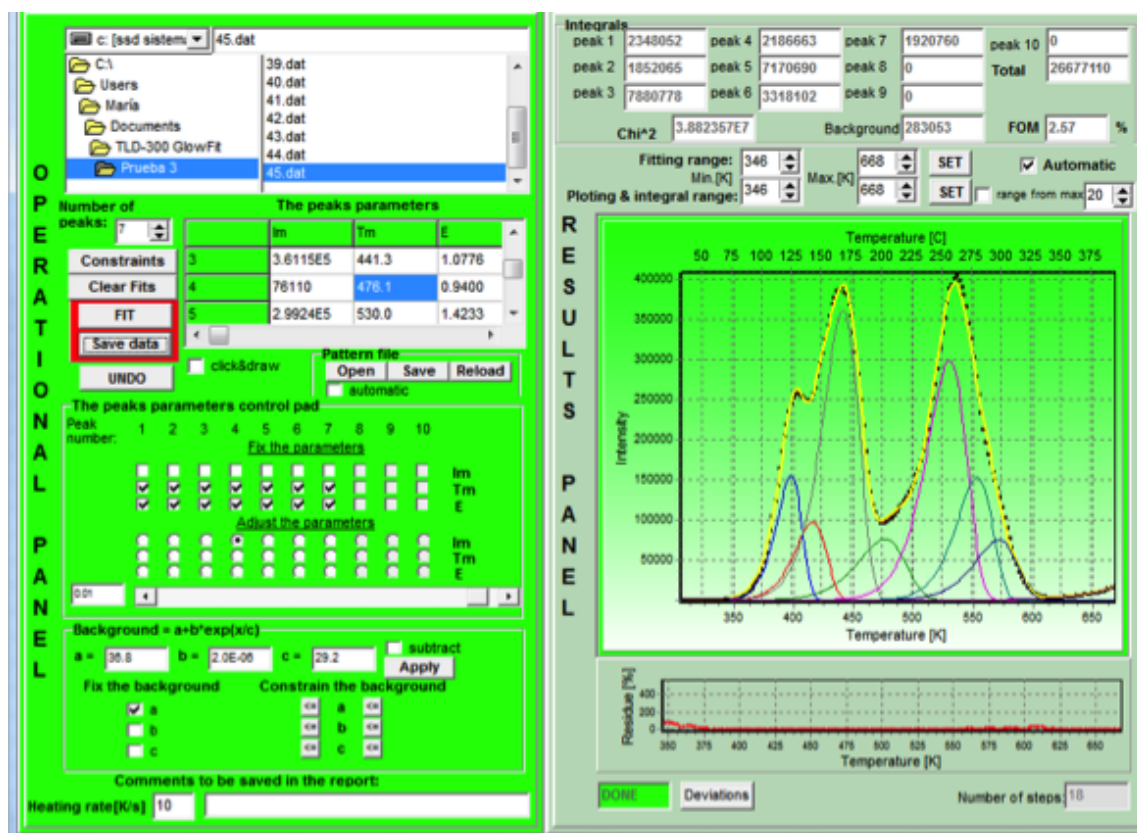 c: [ssd sistema 45.dat
C:\
Users
María
Documents
TLD-300 GlowFit
Prueba 3
39.dat
40.dat
41.dat
42.dat
43.dat
44.dat
45.dat
OPERATIONAL PANEL
Number of peaks: 7
The peaks parameters
Im Tm E
3 3.6115E5 441.3 1.0776
4 76110 476.1 0.9400
5 2.9924E5 530.0 1.4233
Constraints
Clear Fits
FIT
Save data
UNDO
click&draw
Pattern file
Open Save Reload
automatic
The peaks parameters control pad
Peak number: 1 2 3 4 5 6 7 8 9 10
Fix the parameters
Im
Tm
E
Adjust the parameters
Im
Tm
E
0.01
Background = a+b*exp(x/c)
a = 36.8 b = 2.0E-06 c = 29.2
subtract
Apply
Fix the background Constrain the background
a <= a <=
b <= b <=
c <= c <=
Comments to be saved in the report:
Heating rate[K/s] 10
Integrals
peak 1 2348052 peak 4 2186663 peak 7 1920760 peak 10 0
peak 2 1852065 peak 5 7170690 peak 8 0 Total 26677110
peak 3 7880778 peak 6 3318102 peak 9 0
Chi^2 3.882357E7 Background 283053 FOM 2.57 %
Fitting range: 346 668 SET Automatic
Min.[K] Max.[K]
Ploting & integral range: 346 668 SET range from max 20
RESULTS PANEL
Temperature [C]
50 75 100 125 150 175 200 225 250 275 300 325 350 375
Intensity
400000
350000
300000
250000
200000
150000
100000
50000
350 400 450 500 550 600 650
Temperature [K]
Residue [%]
400
200
0
350 375 400 425 450 475 500 525 550 575 600 625 650
Temperature [K]
DONE Deviations Number of steps: 18